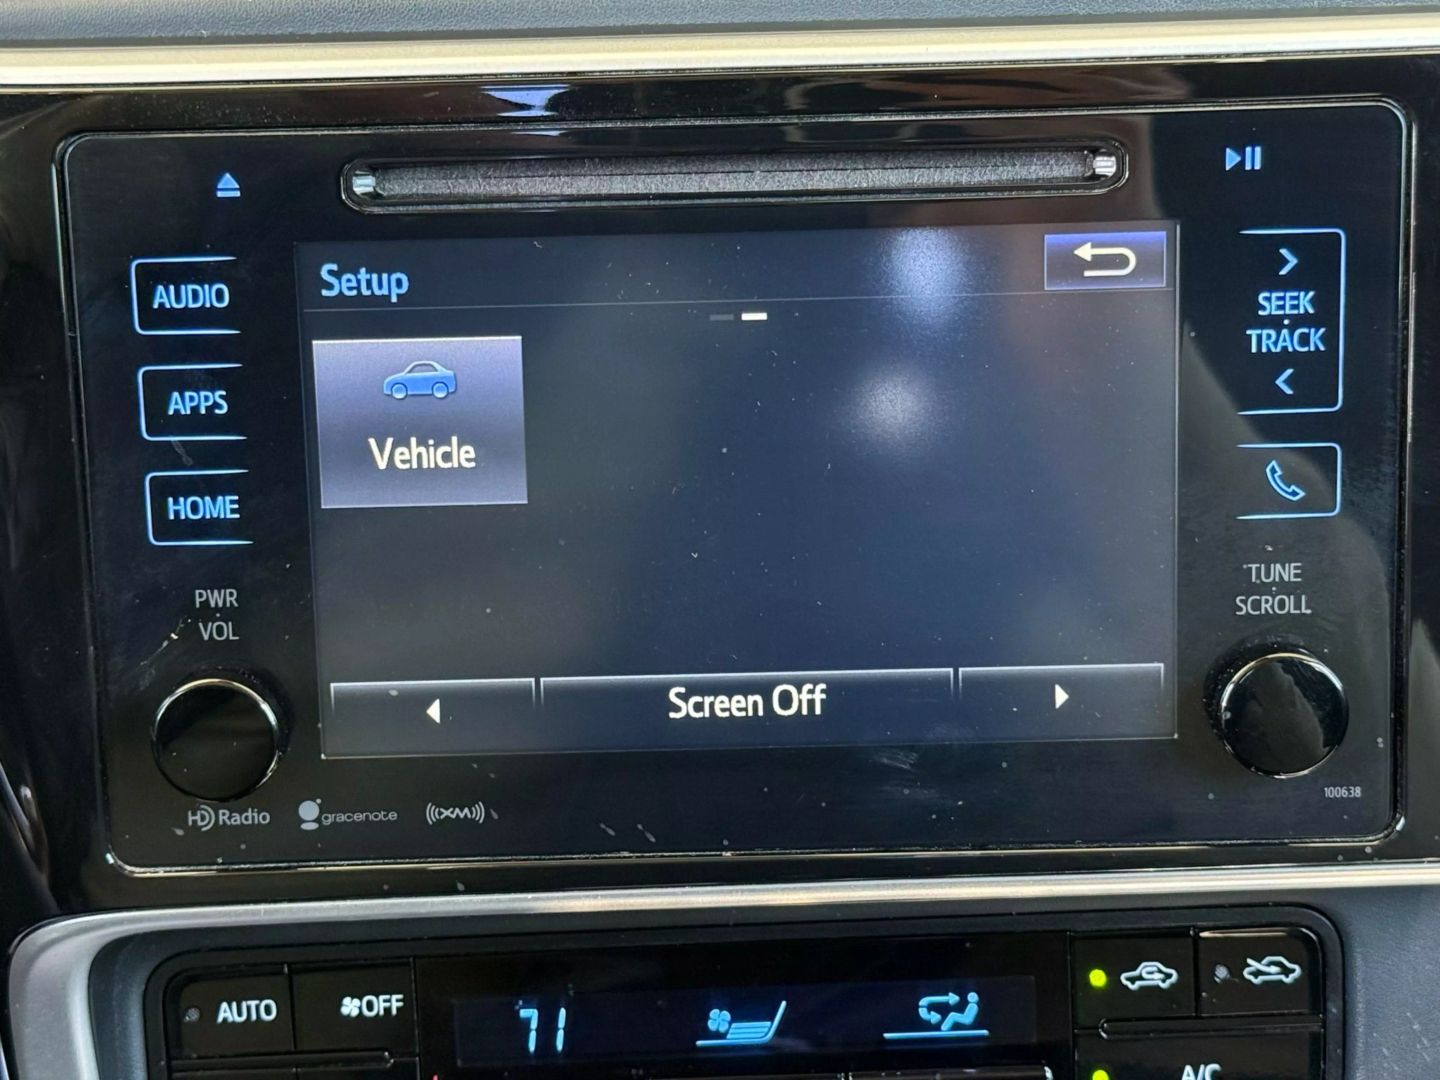 Setup
AUDIO
APPS
HOME
Vehicle
SEEK
TRACK
PWR
VOL
TUNE
SCROLL
Screen Off
100638
HD Radio
gracenote
((XM))
AUTO
OFF
71
A/C